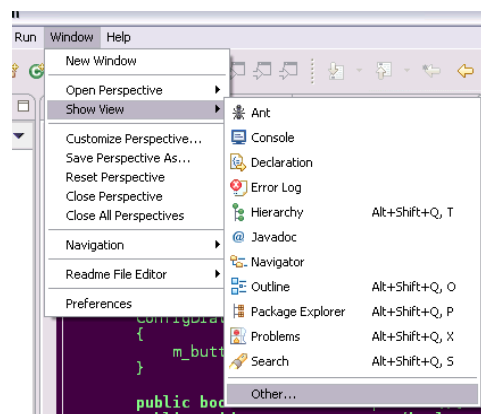 Run Window Help
New Window
Open Perspective
Show View
Customize Perspective...
Save Perspective As...
Reset Perspective
Close Perspective
Close All Perspectives
Navigation
Readme File Editor
Preferences
Ant
Console
Declaration
Error Log
Hierarchy Alt+Shift+Q, T
Javadoc
Navigator
Outline Alt+Shift+Q, O
Package Explorer Alt+Shift+Q, P
Problems Alt+Shift+Q, X
Search Alt+Shift+Q, S
Other...
{
m_butt
}
public boo